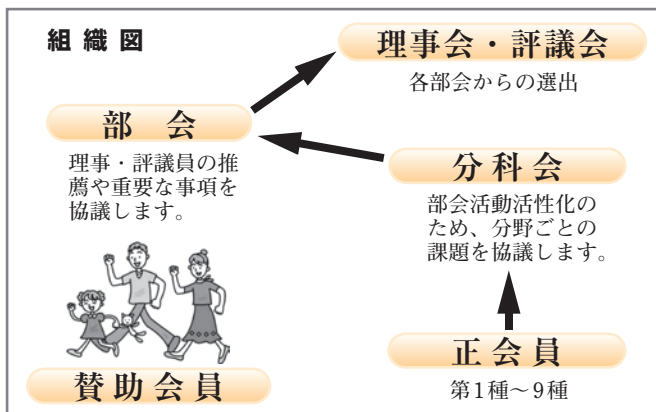 組織図
理事会・評議会
各部会からの選出
部会
理事・評議員の推
薦や重要な事項を
協議します。
分科会
部会活動活性化の
ため、分野ごとの
課題を協議します。
正会員
第1種〜9種
賛助会員